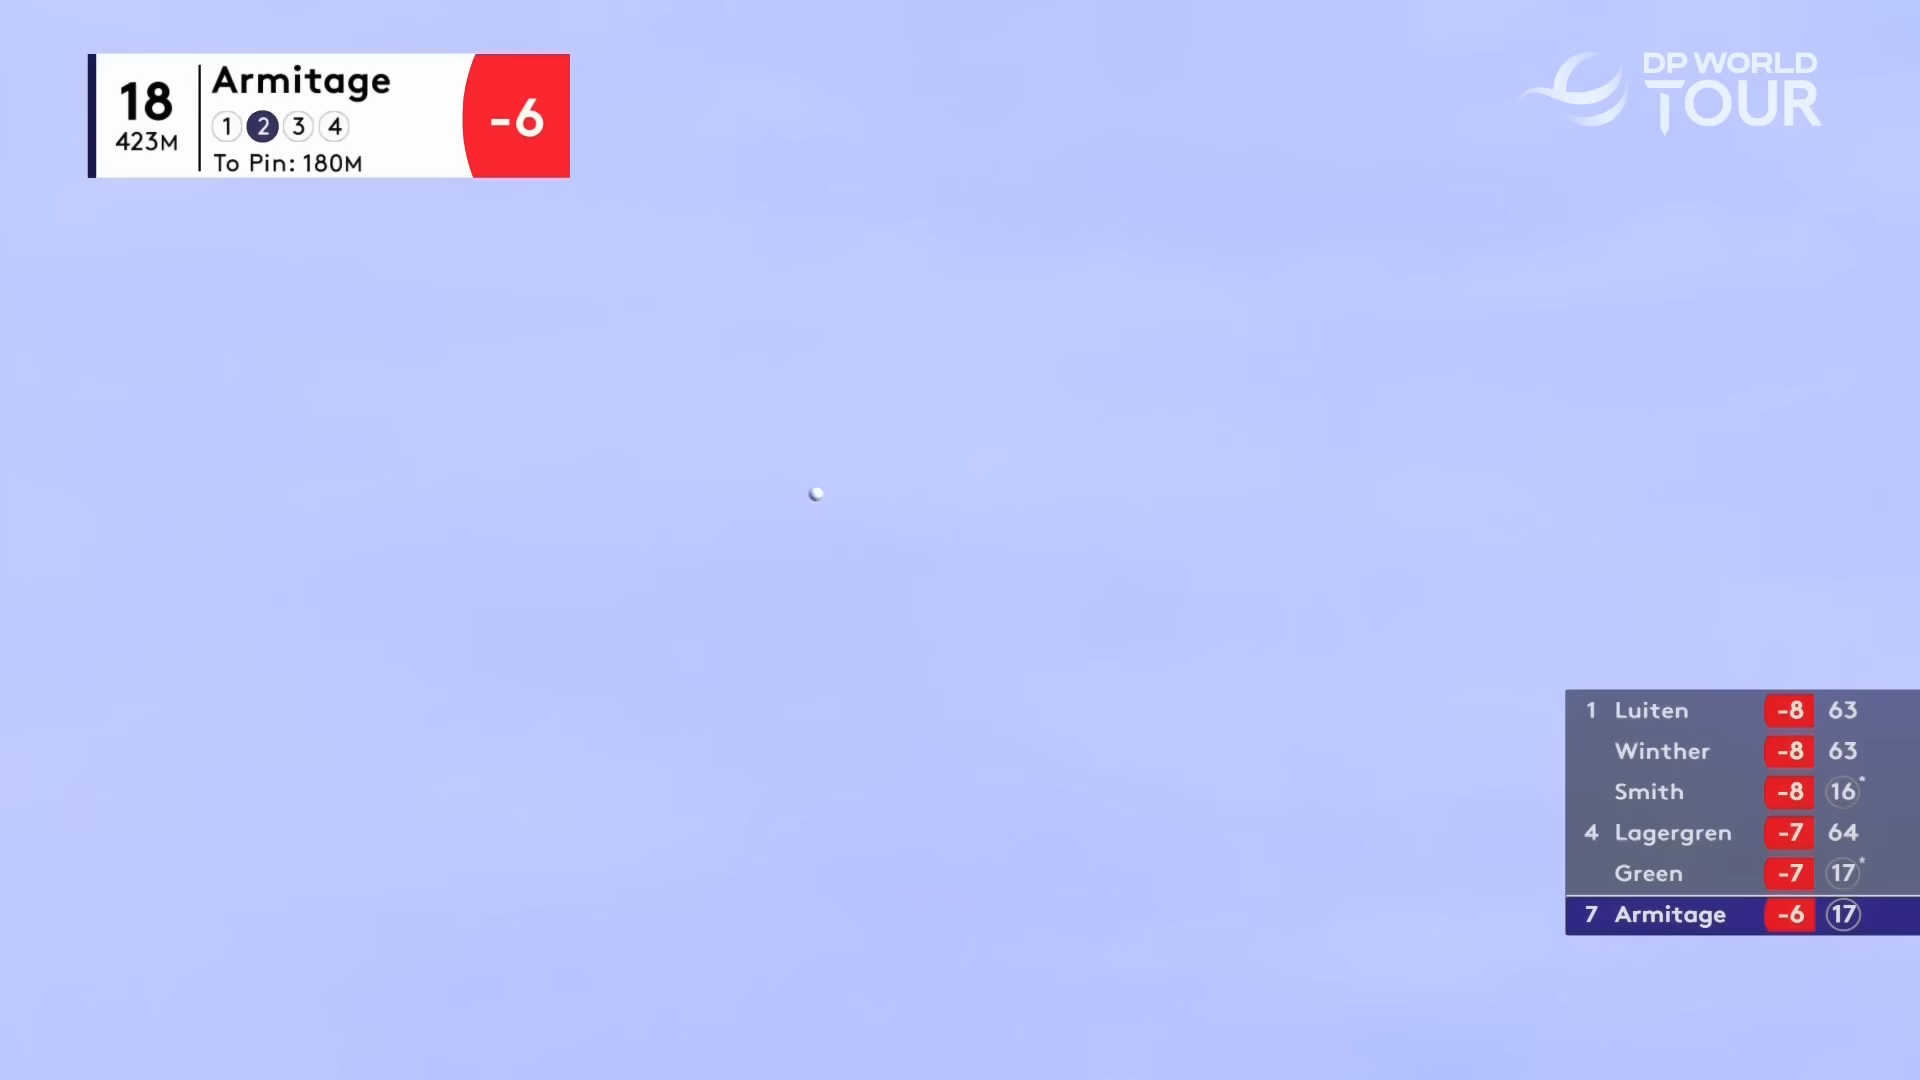 18
423M
Armitage
1 2 3 4
To Pin: 180M
-6
DP WORLD
TOUR
1 Luiten -8 63
Winther -8 63
Smith -8 16*
4 Lagergren -7 64
Green -7 17*
7 Armitage -6 17